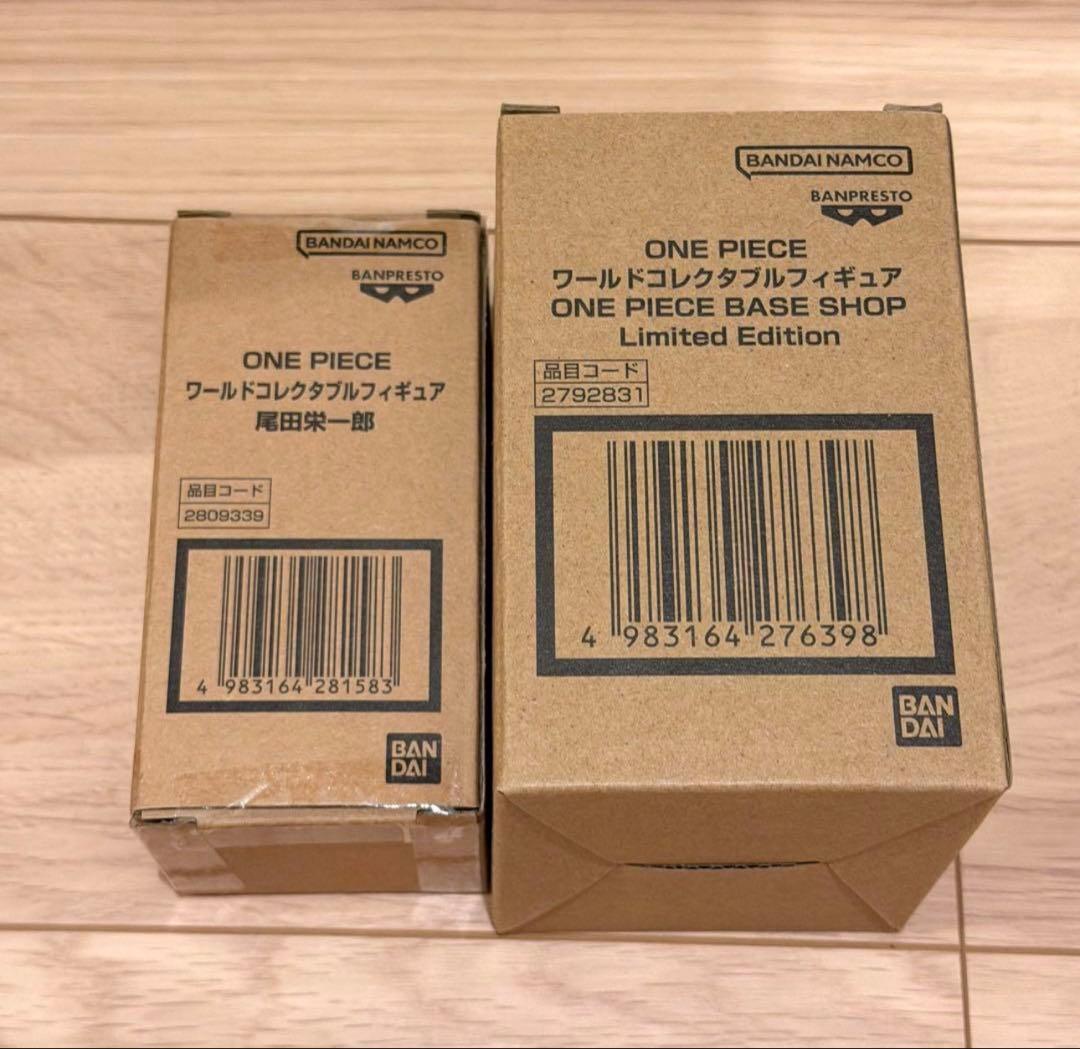 BANDAI NAMCO
BANPRESTO
ONE PIECE
ワールドコレクタブルフィギュア
尾田栄一郎
品目コード
2809339
4 983164 281583
BAN
DAI
BANDAI NAMCO
BANPRESTO
ONE PIECE
ワールドコレクタブルフィギュア
ONE PIECE BASE SHOP
Limited Edition
品目コード
2792831
4 983164 276398
BAN
DAI